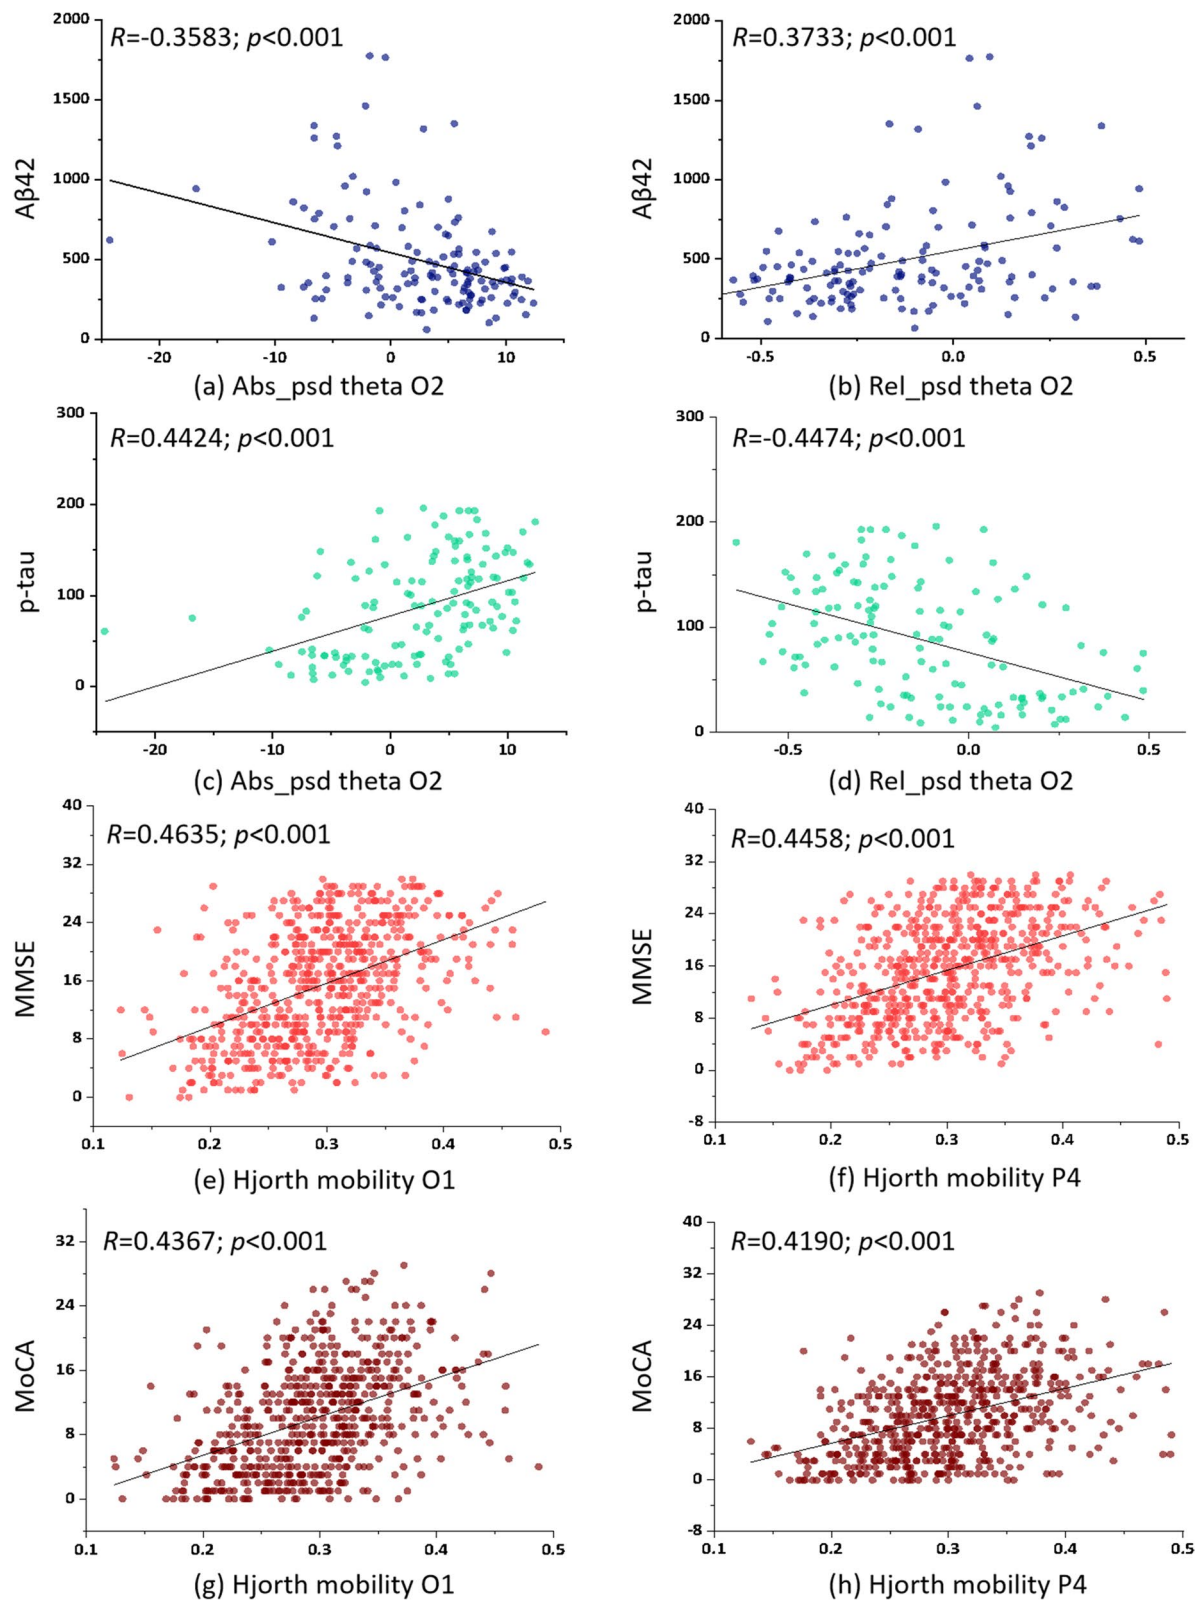 R=-0.3583; p<0.001
2000
1500
1000
500
0
Aβ42
-20 -10 0 10
(a) Abs_psd theta O2
R=0.3733; p<0.001
2000
1500
1000
500
0
Aβ42
-0.5 0.0 0.5
(b) Rel_psd theta O2
R=0.4424; p<0.001
300
200
100
0
p-tau
-20 -10 0 10
(c) Abs_psd theta O2
R=-0.4474; p<0.001
300
200
100
0
p-tau
-0.5 0.0 0.5
(d) Rel_psd theta O2
R=0.4635; p<0.001
40
32
24
16
8
0
MMSE
0.1 0.2 0.3 0.4 0.5
(e) Hjorth mobility O1
R=0.4458; p<0.001
40
32
24
16
8
0
-8
MMSE
0.1 0.2 0.3 0.4 0.5
(f) Hjorth mobility P4
R=0.4367; p<0.001
32
24
16
8
0
MoCA
0.1 0.2 0.3 0.4 0.5
(g) Hjorth mobility O1
R=0.4190; p<0.001
40
32
24
16
8
0
-8
MoCA
0.1 0.2 0.3 0.4 0.5
(h) Hjorth mobility P4